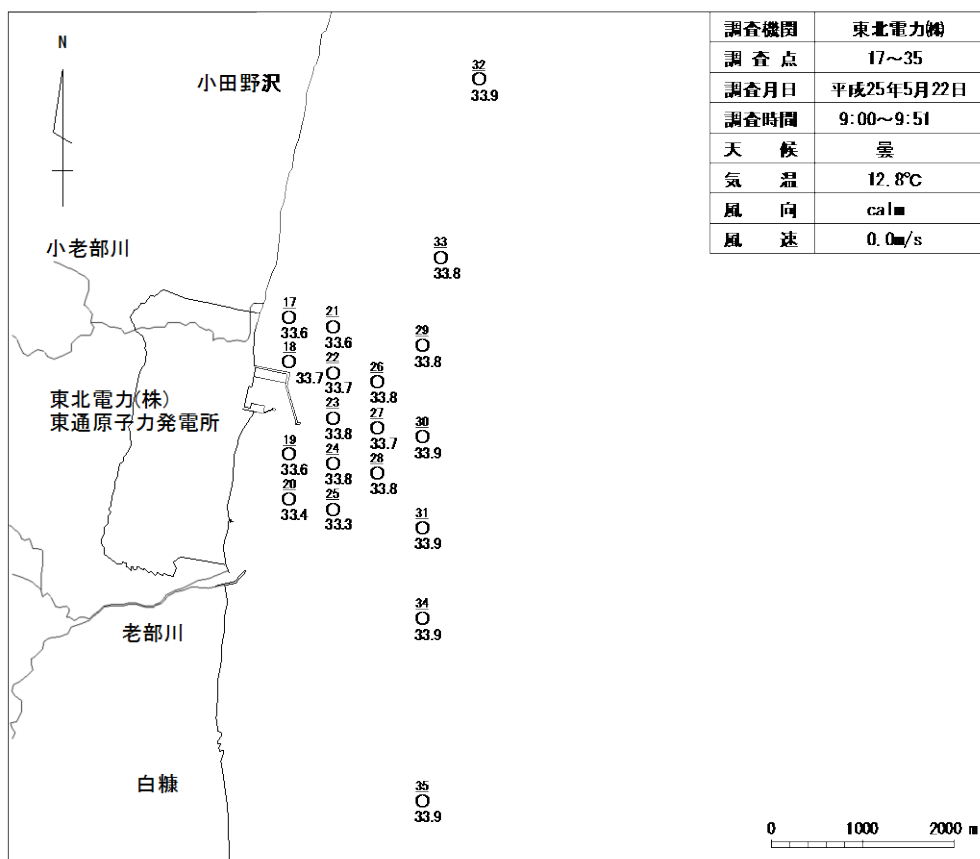 調査機関 東北電力㈱
調査点 17～35
調査月日 平成25年5月22日
調査時間 9:00～9:51
天候 曇
気温 12.8℃
風向 calm
風速 0.0m/s
N
小田野沢
32
33.9
小老部川
33
33.8
17
33.6
21
33.6
29
33.8
18
33.7
22
33.7
26
33.8
東北電力(株)
東通原子力発電所
23
33.8
27
33.7
30
33.9
19
33.6
24
33.8
28
33.8
20
33.4
25
33.3
31
33.9
34
33.9
老部川
白糠
35
33.9
0 1000 2000 m